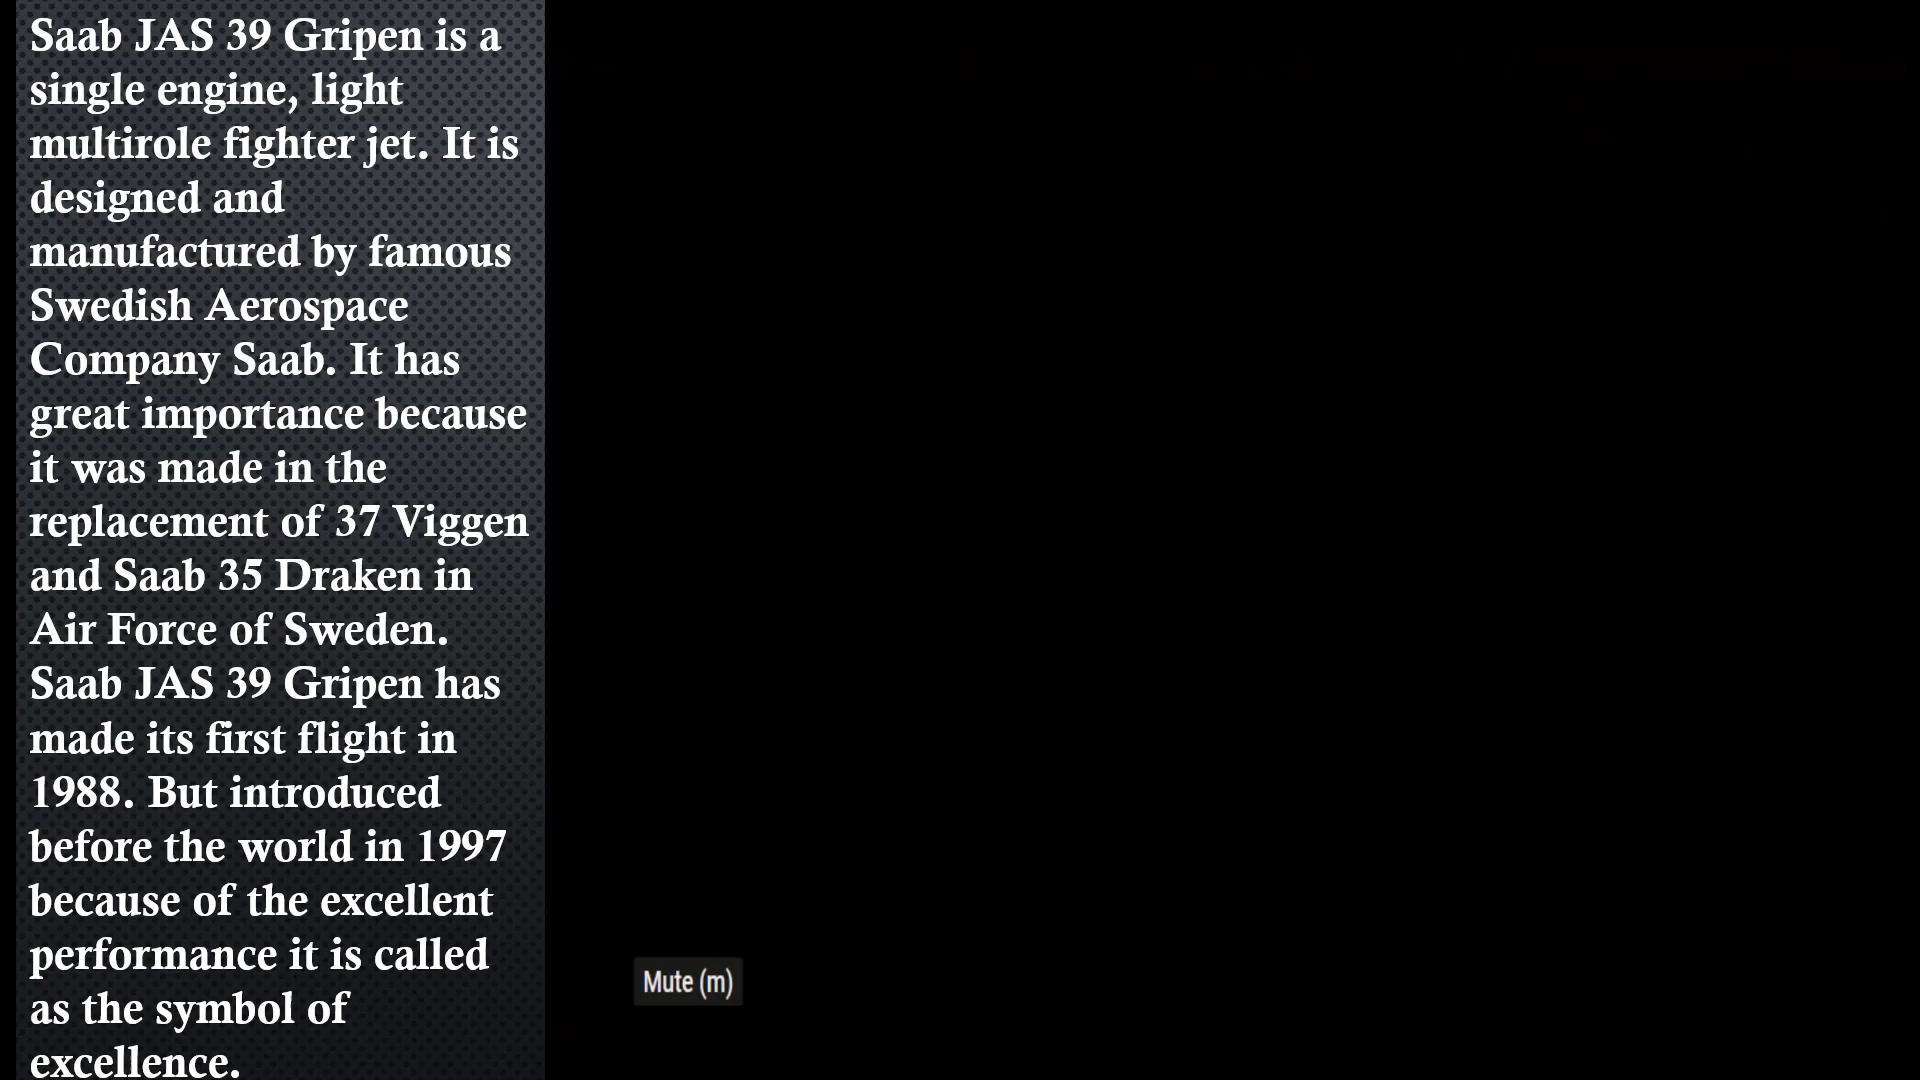 Saab JAS 39 Gripen is a
single engine, light
multirole fighter jet. It is
designed and
manufactured by famous
Swedish Aerospace
Company Saab. It has
great importance because
it was made in the
replacement of 37 Viggen
and Saab 35 Draken in
Air Force of Sweden.
Saab JAS 39 Gripen has
made its first flight in
1988. But introduced
before the world in 1997
because of the excellent
performance it is called
as the symbol of
excellence.
Mute (m)